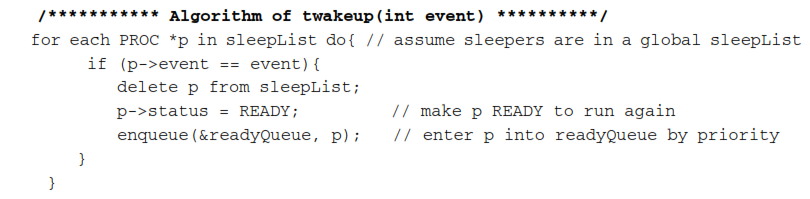 /*********** Algorithm of twakeup(int event) **********/
for each PROC *p in sleepList do{ // assume sleepers are in a global sleepList
if (p->event == event){
delete p from sleepList;
p->status = READY; // make p READY to run again
enqueue(&readyQueue, p); // enter p into readyQueue by priority
}
}